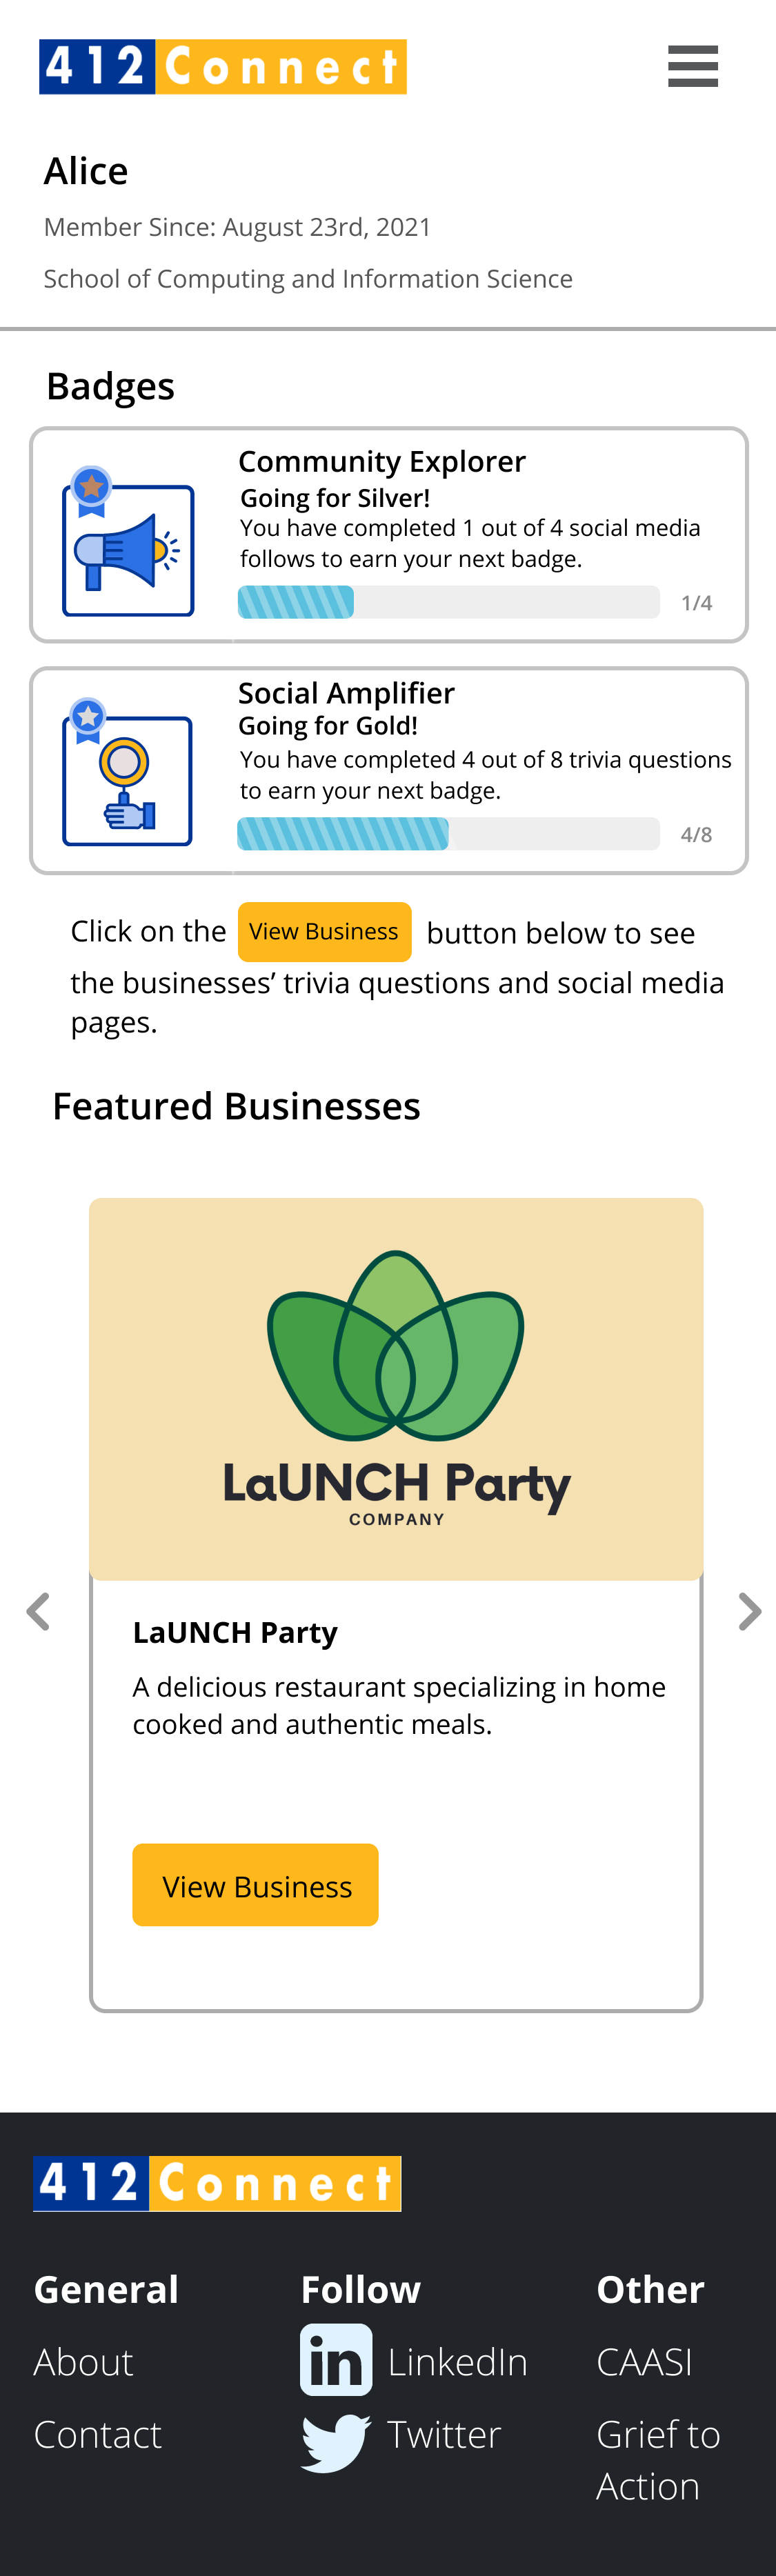 412 Connect
Alice
Member Since: August 23rd, 2021
School of Computing and Information Science
Badges
Community Explorer
Going for Silver!
You have completed 1 out of 4 social media
follows to earn your next badge.
1/4
Social Amplifier
Going for Gold!
You have completed 4 out of 8 trivia questions
to earn your next badge.
4/8
Click on the View Business button below to see
the businesses’ trivia questions and social media
pages.
Featured Businesses
LaUNCH Party
COMPANY
LaUNCH Party
A delicious restaurant specializing in home
cooked and authentic meals.
View Business
412 Connect
General
About
Contact
Follow
in LinkedIn
Twitter
Other
CAASI
Grief to
Action